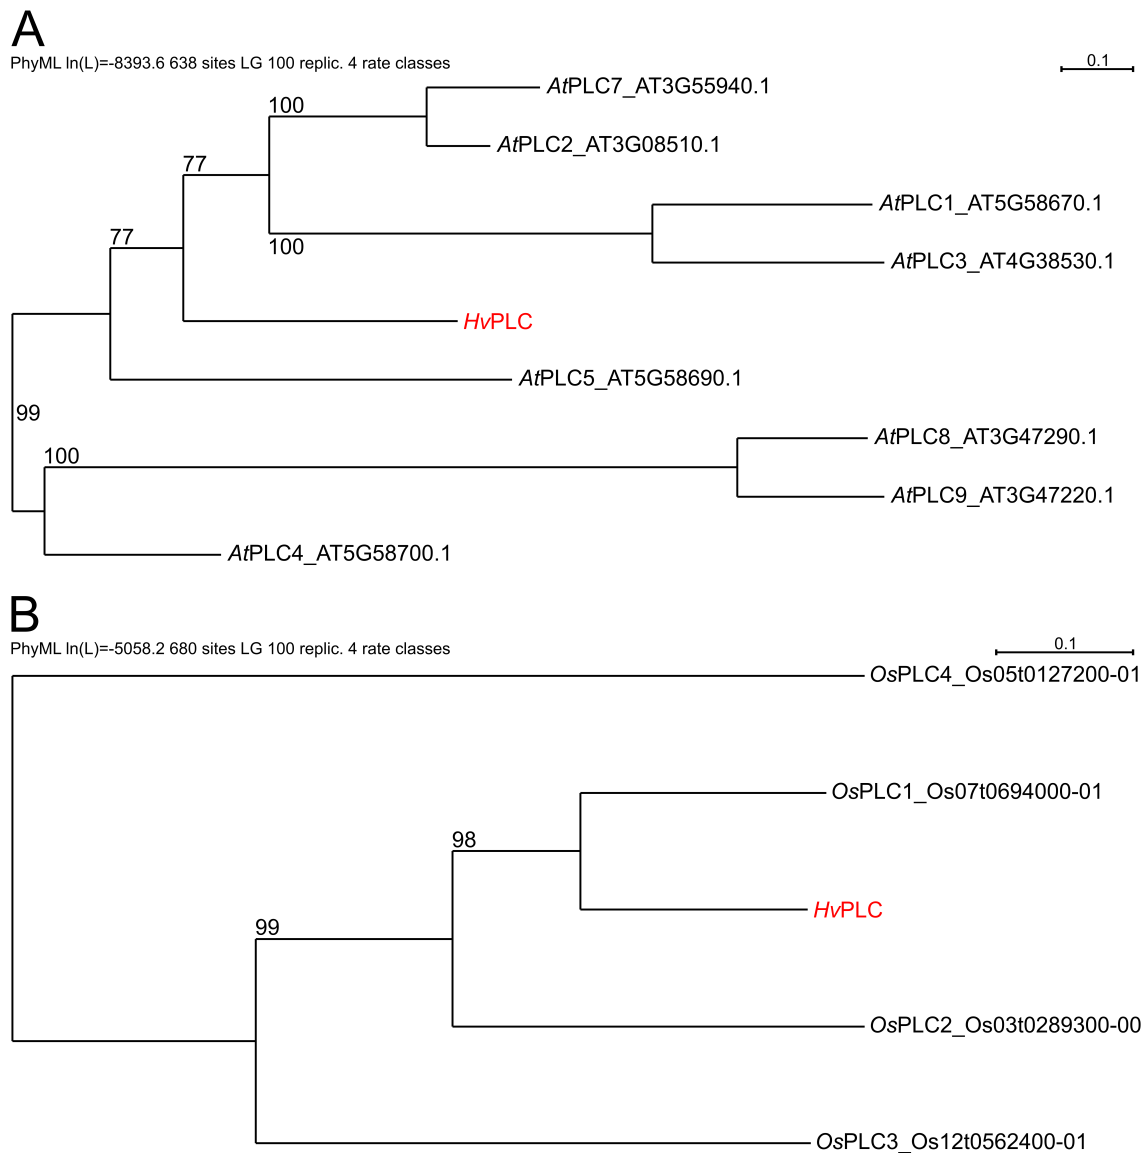 A
PhyML ln(L)=-8393.6 638 sites LG 100 replic. 4 rate classes
0.1
AtPLC7_AT3G55940.1
100
AtPLC2_AT3G08510.1
77
AtPLC1_AT5G58670.1
77
100
AtPLC3_AT4G38530.1
HvPLC
AtPLC5_AT5G58690.1
99
AtPLC8_AT3G47290.1
100
AtPLC9_AT3G47220.1
AtPLC4_AT5G58700.1
B
PhyML ln(L)=-5058.2 680 sites LG 100 replic. 4 rate classes
0.1
OsPLC4_Os05t0127200-01
OsPLC1_Os07t0694000-01
98
HvPLC
99
OsPLC2_Os03t0289300-00
OsPLC3_Os12t0562400-01